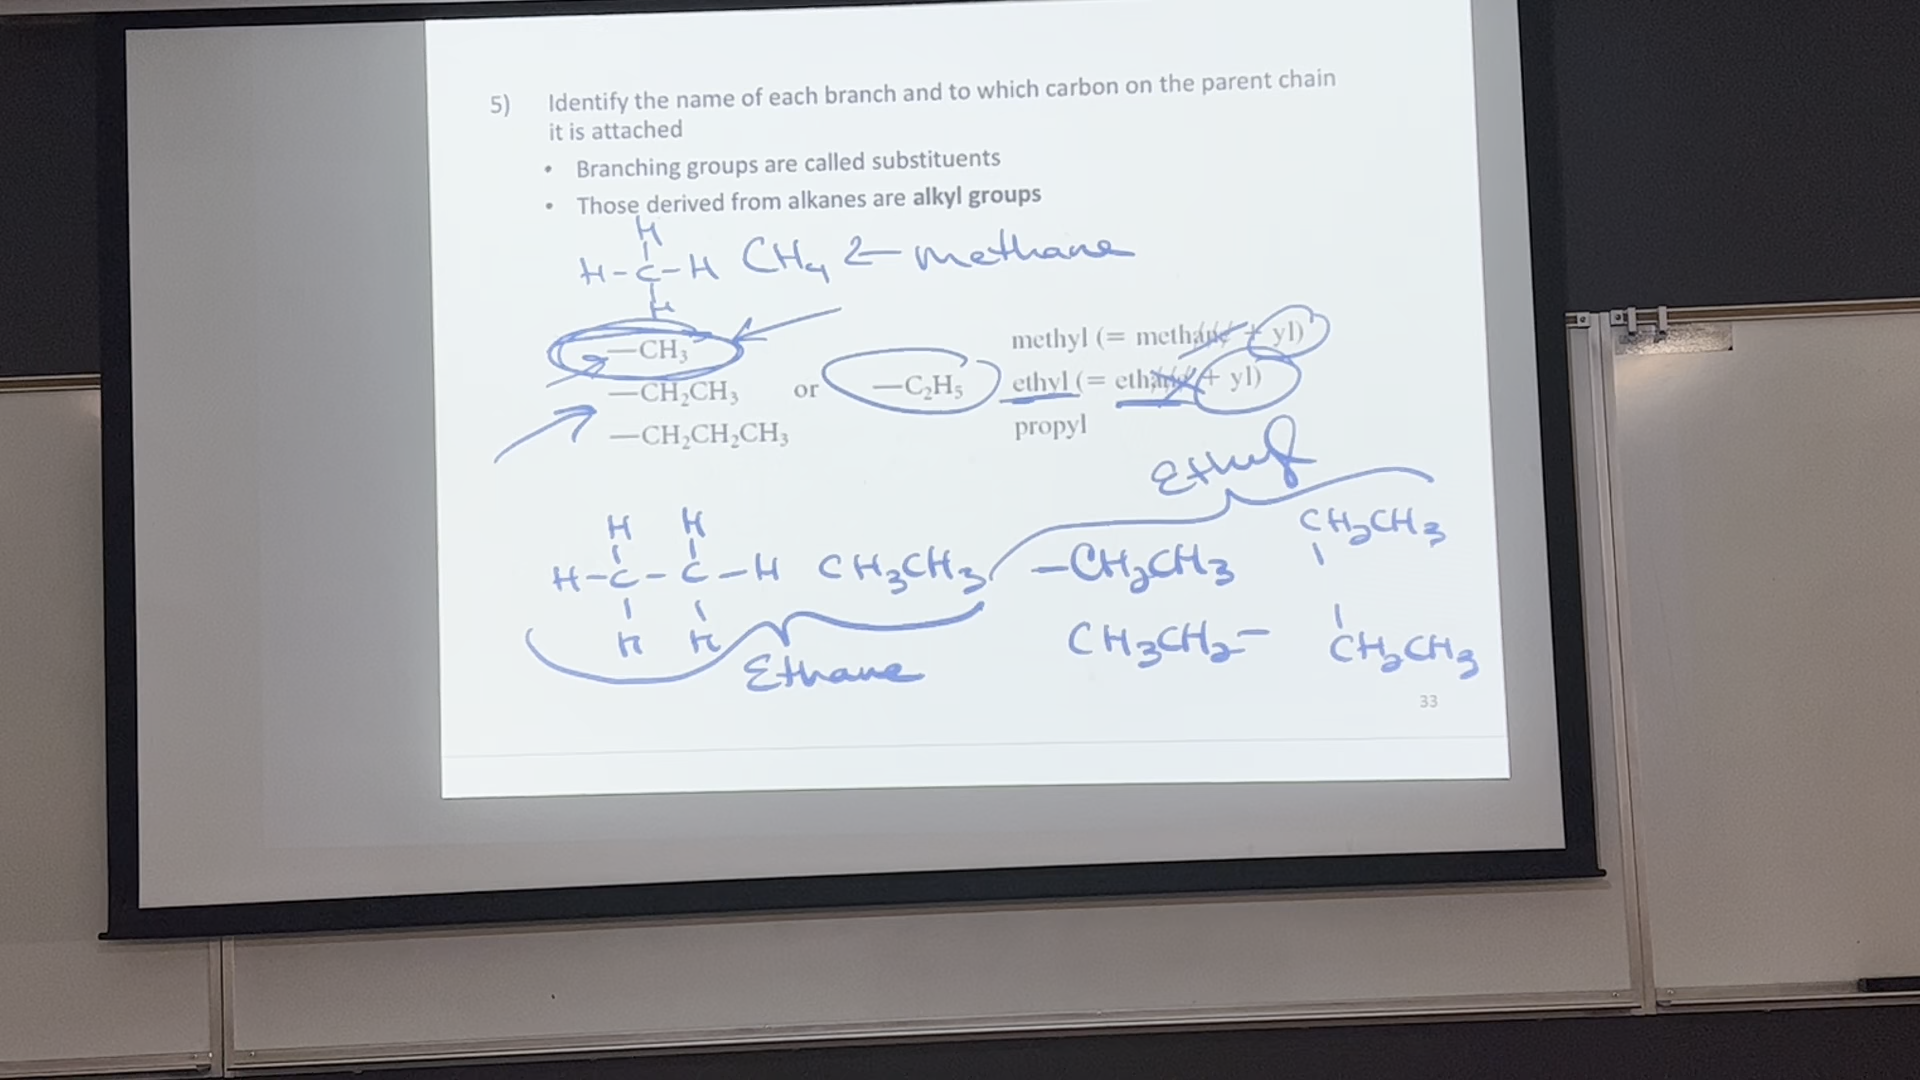 5) Identify the name of each branch and to which carbon on the parent chain
it is attached
• Branching groups are called substituents
• Those derived from alkanes are alkyl groups
H
H-C-H CH₄ ← methane
H
—CH₃ methyl (= methane + yl)
—CH₂CH₃ or —C₂H₅ ethyl (= ethane + yl)
—CH₂CH₂CH₃ propyl
Ethyl
H H CH₂CH₃
H-C-C-H CH₃CH₃ -CH₂CH₃
H H CH₃CH₂- CH₂CH₃
Ethane
33